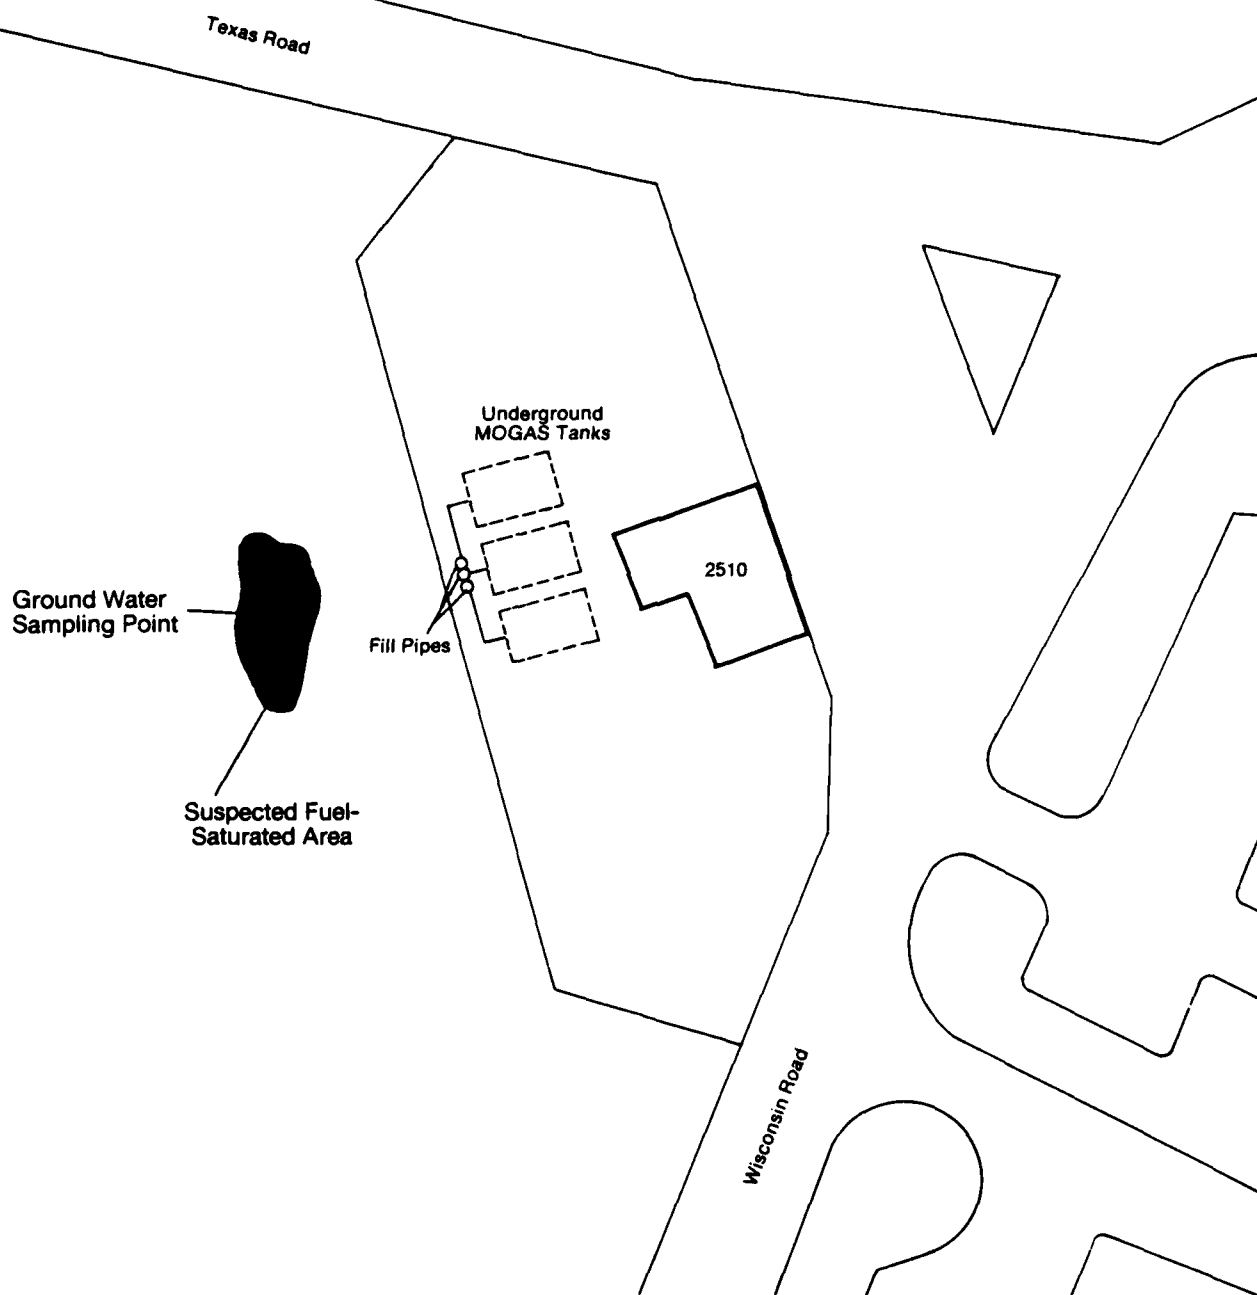 Texas Road
Underground
MOGAS Tanks
2510
Ground Water
Sampling Point
Fill Pipes
Suspected Fuel-
Saturated Area
Wisconsin Road